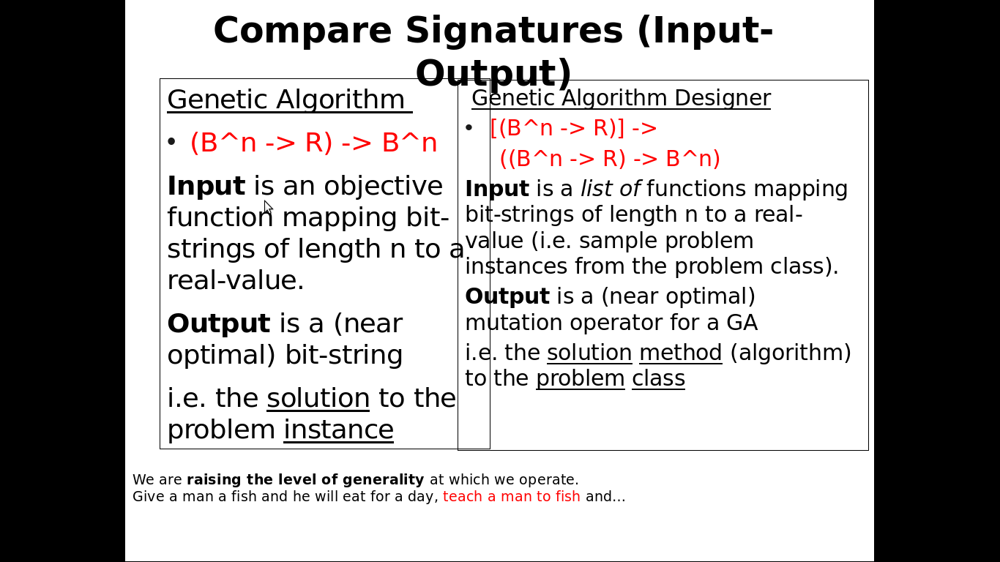 Compare Signatures (Input-
Output)
Genetic Algorithm
• (B^n -> R) -> B^n
Input is an objective
function mapping bit-
strings of length n to a
real-value.
Output is a (near
optimal) bit-string
i.e. the solution to the
problem instance
Genetic Algorithm Designer
• [(B^n -> R)] ->
((B^n -> R) -> B^n)
Input is a list of functions mapping
bit-strings of length n to a real-
value (i.e. sample problem
instances from the problem class).
Output is a (near optimal)
mutation operator for a GA
i.e. the solution method (algorithm)
to the problem class
We are raising the level of generality at which we operate.
Give a man a fish and he will eat for a day, teach a man to fish and…